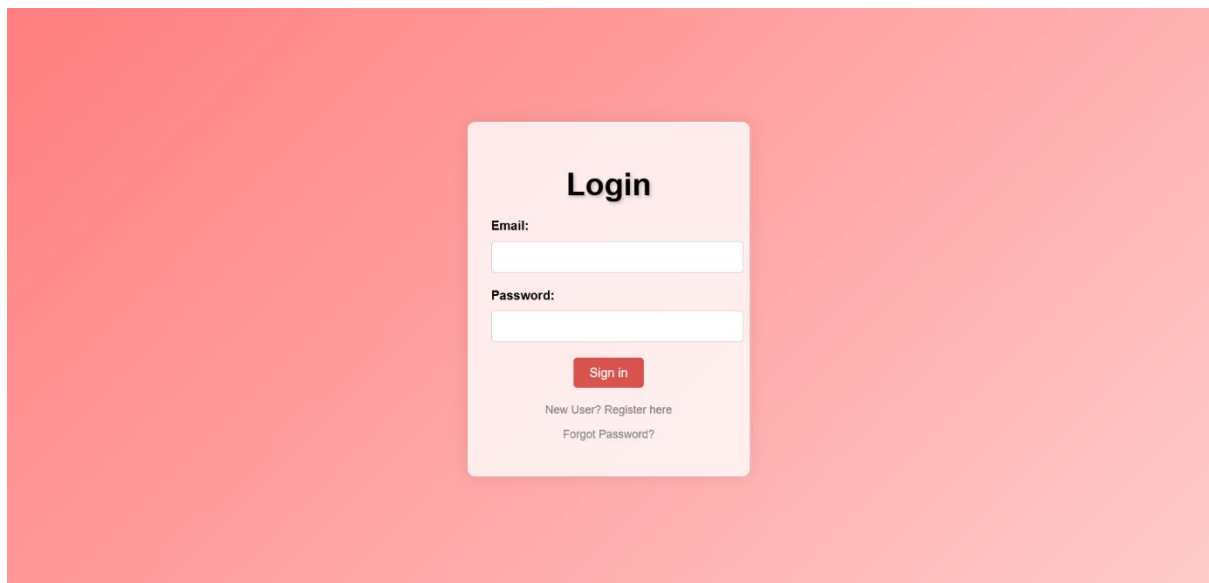 Login
Email:
Password:
Sign in
New User? Register here
Forgot Password?